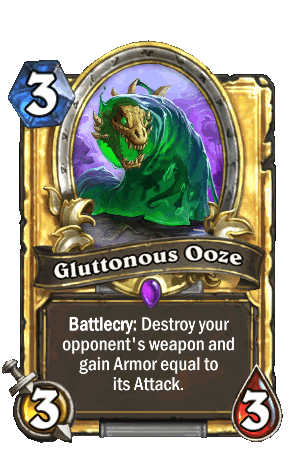 3
Gluttonous Ooze
Battlecry: Destroy your
opponent's weapon and
gain Armor equal to
its Attack.
3
3